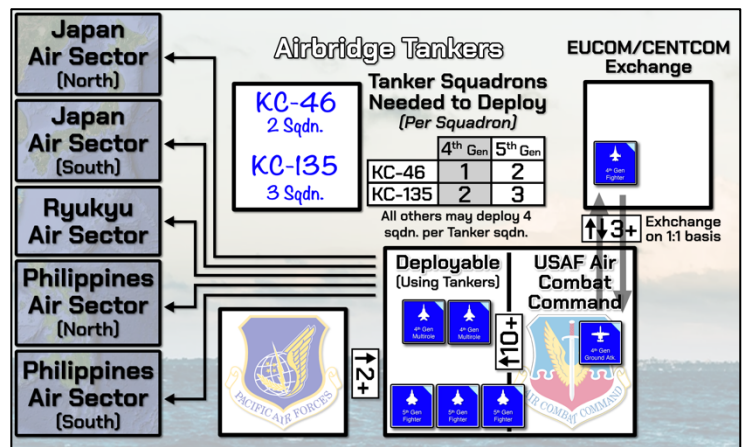 Japan
Air Sector
(North)
Japan
Air Sector
(South)
Ryukyu
Air Sector
Philippines
Air Sector
(North)
Philippines
Air Sector
(South)
Airbridge Tankers
KC-46
2 Sqdn.
KC-135
3 Sqdn.
Tanker Squadrons
Needed to Deploy
(Per Squadron)
4th Gen 5th Gen
KC-46 1 2
KC-135 2 3
All others may deploy 4
sqdn. per Tanker sqdn.
EUCOM/CENTCOM
Exchange
4th Gen
Fighter
3+
Exhchange
on 1:1 basis
Deployable
(Using Tankers)
4th Gen
Multirole
4th Gen
Multirole
5th Gen
Fighter
5th Gen
Fighter
5th Gen
Fighter
10+
USAF Air
Combat
Command
4th Gen
Ground Atk.
AIR COMBAT COMMAND
2+
PACIFIC AIR FORCES